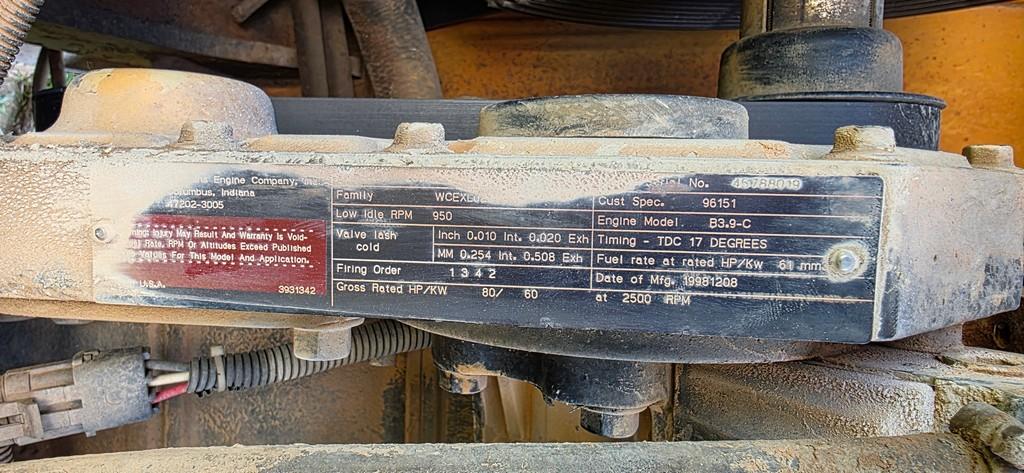 Engine Company,
Indiana
47202-3005
Injury May Result And Warranty Is Void-
Rate, RPM Or Altitudes Exceed Published
Values For This Model And Application.
U.S.A. 3931342
Family
Low Idle RPM 950
Valve lash cold
Inch 0.010 Int. 0.020 Exh
MM 0.254 Int. 0.508 Exh
Firing Order 1 3 4 2
Gross Rated HP/KW 80/ 60
No. 45788019
Cust Spec. 96151
Engine Model. B3.9-C
Timing - TDC 17 DEGREES
Fuel rate at rated HP/Kw 61 mm
Date of Mfg. 19981208
at 2500 RPM